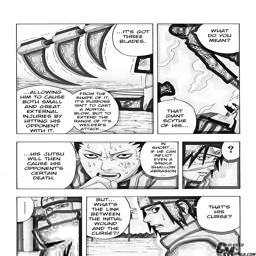 WHAT
DO YOU
MEAN?
...IT'S GOT
THREE
BLADES..
THAT
GIANT
SCYTHE
OF HIS...
FROM THE
SHAPE OF IT,
IT'S PURPOSE
ISN'T TO CAST
A MORTAL
BLOW, BUT
TO EXTEND
THE RANGE
OF IT'S
WIELDER'S
ATTACK..
...ALLOWING
HIM TO CAUSE
BOTH SMALL
AND GREAT
EXTERNAL
INJURIES BY
HITTING HIS
OPPONENT
WITH IT.
?
IN
SHORT...
IF HE CAN
INFLICT
EVEN A
SINGLE
SHALLOW
ABRASION
...HIS JUTSU
WILL THEN
CAUSE HIS
OPPONENT'S
CERTAIN
DEATH.
THAT'S
HIS
CURSE?
BUT...
WHAT'S THE
LINK
BETWEEN
THE INITIAL
WOUND
AND THE
CURSE?!